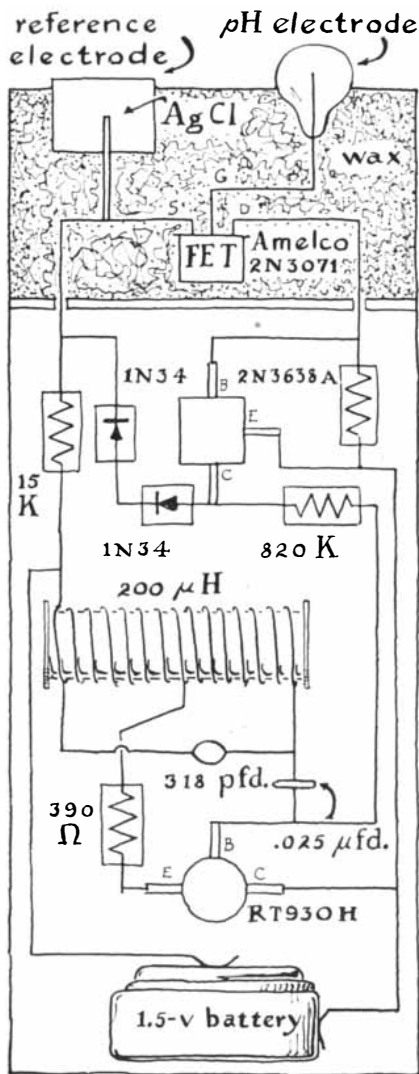 reference
electrode
pH electrode
AgCl
wax
G
S
D
FET
Amelco
2N3071
1N34
2N3638A
B
E
15
K
C
1N34
820 K
200 μH
318 pfd.
390
Ω
.025 μfd.
B
E
C
RT930H
1.5-v battery